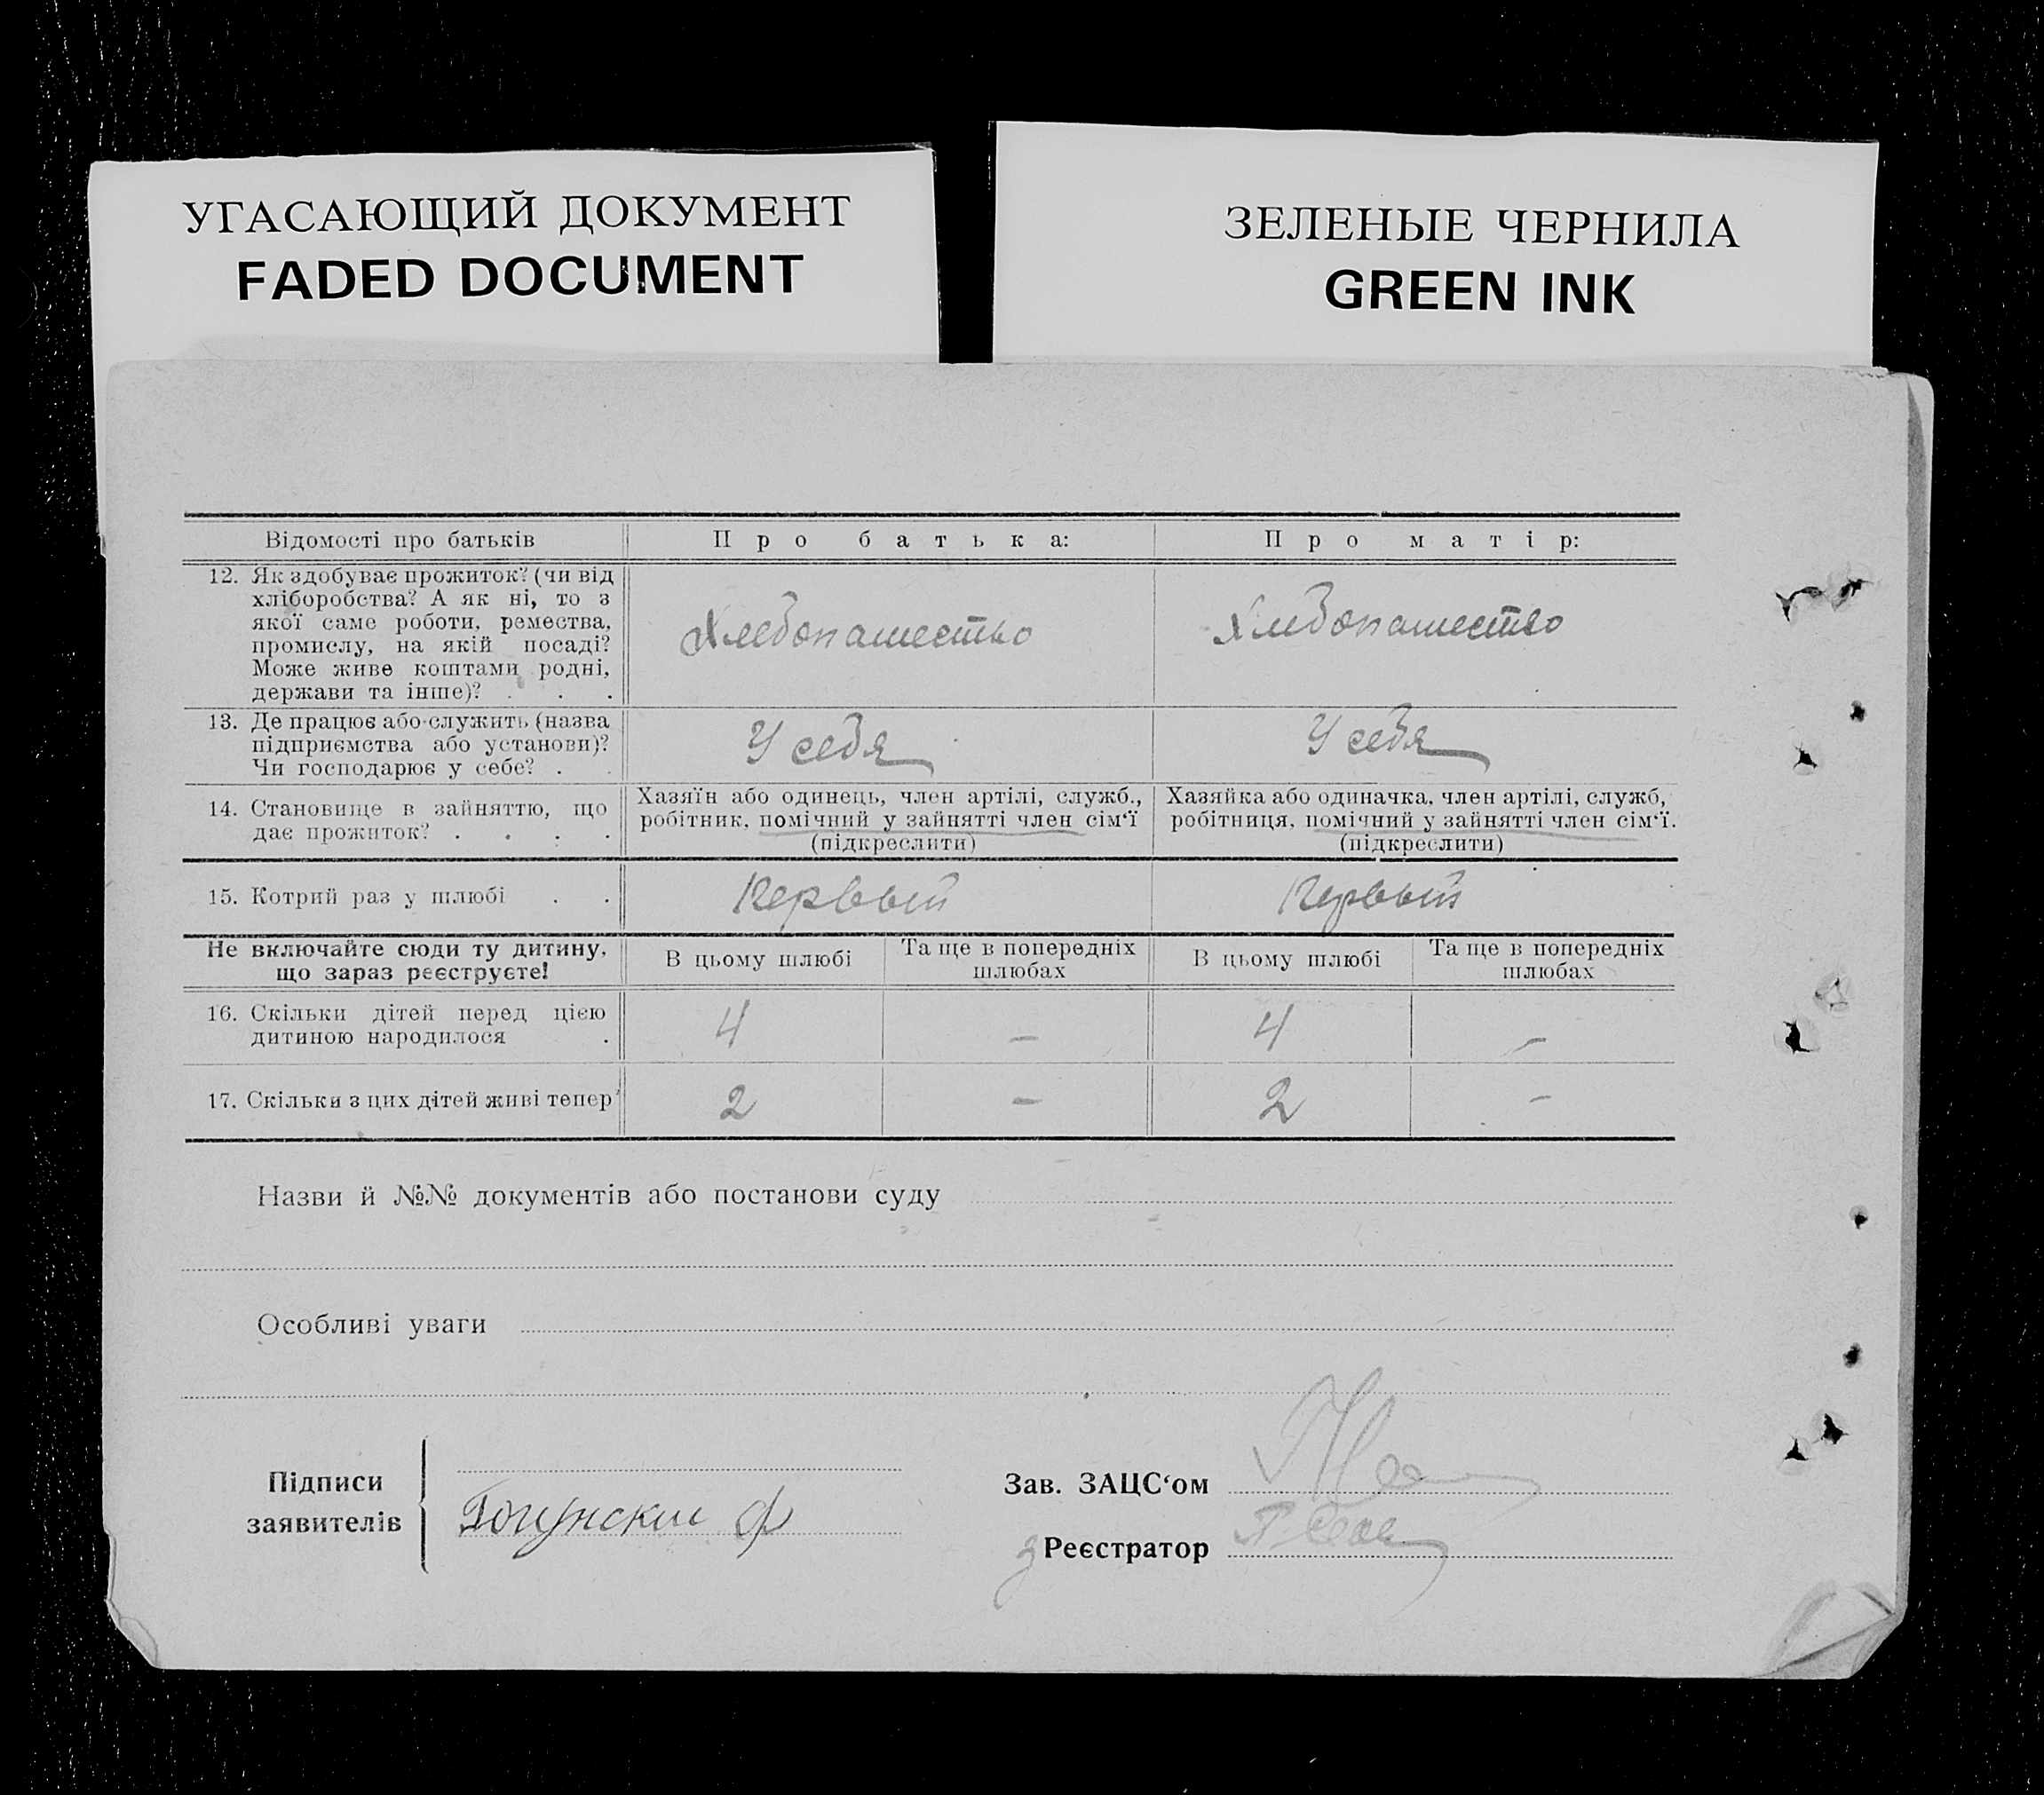 УГАСАЮЩИЙ ДОКУМЕНТ
FADED DOCUMENT
ЗЕЛЕНЫЕ ЧЕРНИЛА
GREEN INK
Відомості про батьків
Про батька:
Про матір:
12. Як здобуває прожиток? (чи від
хліборобства? А як ні, то з
якої саме роботи, ремества,
промислу, на якій посаді?
Може живе коштами родні,
держави та інше)? . . .
Хлебопашество
Хлебопашество
13. Де працює або служить (назва
підприємства або установи)?
Чи господарює у себе? . .
У себя
У себя
14. Становище в зайняттю, що
дає прожиток? . . . .
Хазяїн або одинець, член артілі, служб.,
робітник, помічний у зайнятті член сім‘ї
(підкреслити)
Хазяйка або одиначка, член артілі, служб,
робітниця, помічний у зайнятті член сім‘ї.
(підкреслити)
15. Котрий раз у шлюбі . .
Первый
Первый
Не включайте сюди ту дитину,
що зараз реєструєте!
В цьому шлюбі
Та ще в попередніх
шлюбах
В цьому шлюбі
Та ще в попередніх
шлюбах
16. Скільки дітей перед цією
дитиною народилося .
4 — 4 —
17. Скільки з цих дітей живі тепер
2 — 2 —
Назви й №№ документів або постанови суду
Особливі уваги
Підписи
заявителів
Ф
Зав. ЗАЦС‘ом
Реєстратор